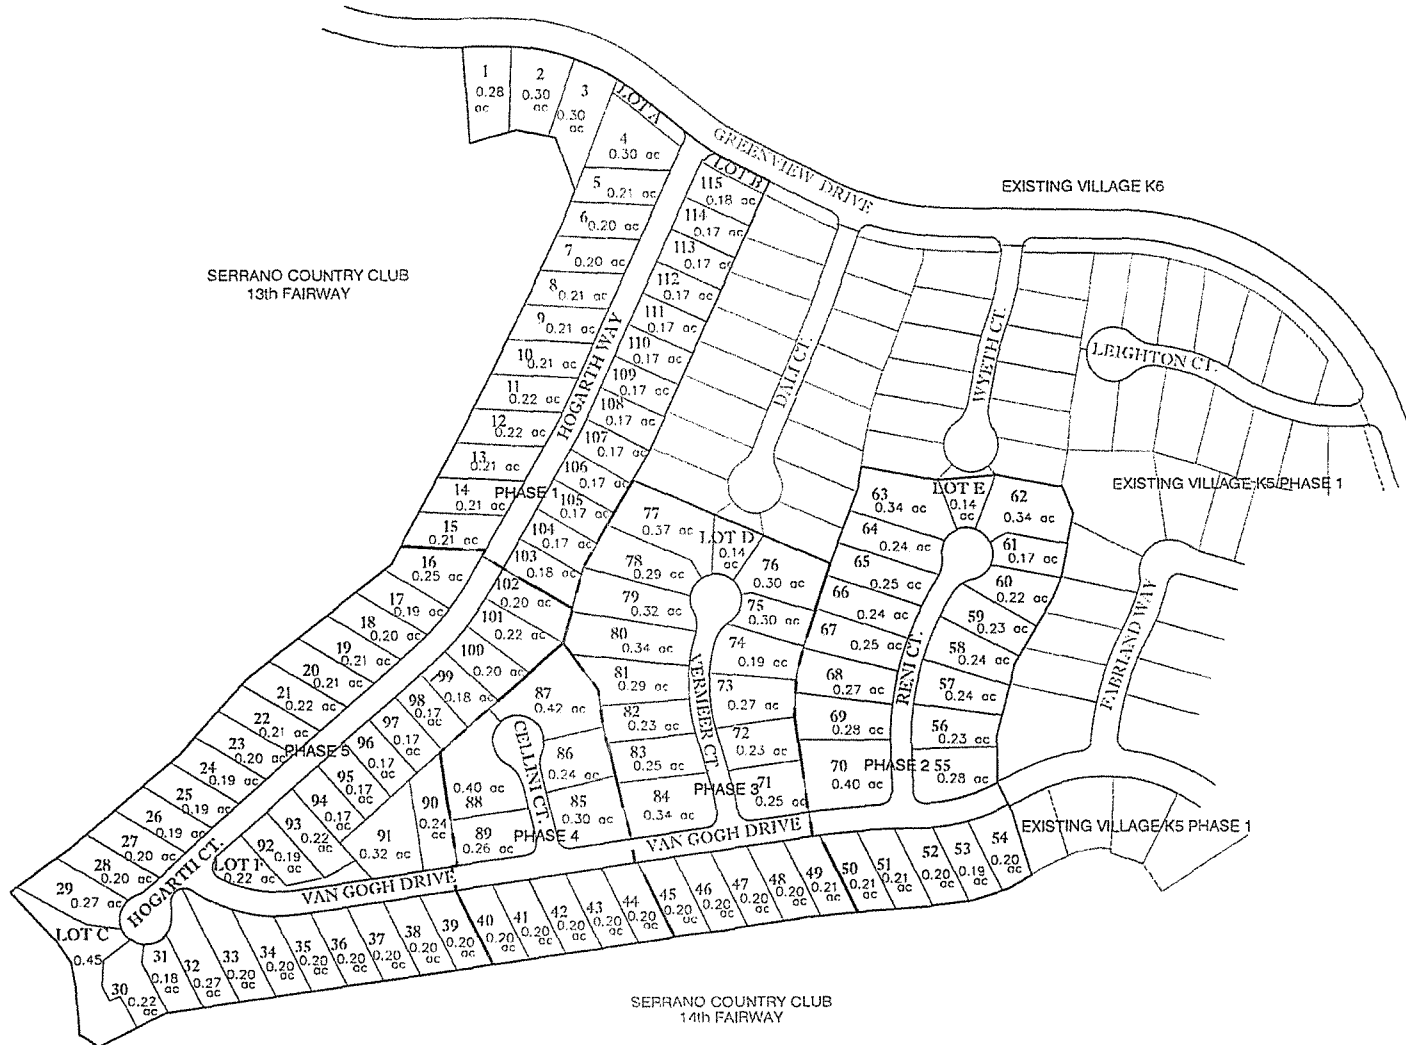 EXISTING VILLAGE K6
SERRANO COUNTRY CLUB
13th FAIRWAY
GREENVIEW DRIVE
LOT A
LOT B
1
0.28
ac
2
0.30
ac
3
0.30
ac
4
0.30 ac
5
0.21 ac
6
0.20 ac
7
0.20 ac
8
0.21 ac
9
0.21 ac
10
0.21 ac
11
0.22 ac
12
0.22 ac
13
0.21 ac
14
0.21 ac
15
0.21 ac
PHASE 1
HOGARTH WAY
115
0.18 ac
114
0.17 ac
113
0.17 ac
112
0.17 ac
111
0.17 ac
110
0.17 ac
109
0.17 ac
108
0.17 ac
107
0.17 ac
106
0.17 ac
105
0.17 ac
104
0.17 ac
103
0.18 ac
102
0.20 ac
101
0.22 ac
100
0.20 ac
99
0.18 ac
98
0.17
ac
97
0.17
ac
96
0.17
ac
95
0.17
ac
94
0.17
ac
93
0.22
ac
92
0.19
ac
LOT F
0.22 ac
91
0.32 ac
90
0.24
ac
DALI CT.
WYETH CT.
LEIGHTON CT.
EXISTING VILLAGE K5 PHASE 1
FABRIANO WAY
16
0.25 ac
17
0.19 ac
18
0.20 ac
19
0.21 ac
20
0.21 ac
21
0.22 ac
22
0.21 ac
23
0.20 ac
24
0.19 ac
25
0.19 ac
26
0.19 ac
27
0.20 ac
28
0.20 ac
29
0.27 ac
PHASE 5
HOGARTH CT.
LOT C
0.45
30
0.22
ac
31
0.18
ac
32
0.27
ac
33
0.20
ac
34
0.20
ac
35
0.20
ac
36
0.20
ac
37
0.20
ac
38
0.20
ac
39
0.20
ac
40
0.20
ac
41
0.20
ac
42
0.20
ac
43
0.20
ac
44
0.20
ac
45
0.20
ac
46
0.20
ac
47
0.20
ac
48
0.20
ac
49
0.21
ac
50
0.21
ac
51
0.21
ac
52
0.20
ac
53
0.19
ac
54
0.20
ac
VAN GOGH DRIVE
VAN GOGH DRIVE
87
0.42 ac
86
0.24 ac
85
0.30 ac
0.40 ac
88
89
0.26 ac
CELLINI CT.
PHASE 4
77
0.37 ac
78
0.29 ac
79
0.32 ac
80
0.34 ac
81
0.29 ac
82
0.23 ac
83
0.25 ac
84
0.34 ac
LOT D
0.14
ac
76
0.30 ac
75
0.30 ac
74
0.19 ac
73
0.27 ac
72
0.23 ac
71
0.25 ac
VERMEER CT.
PHASE 3
63
0.34 ac
64
0.24 ac
65
0.25 ac
66
0.24 ac
67
0.25 ac
68
0.27 ac
69
0.28 ac
70
0.40 ac
LOT E
0.14
ac
62
0.34 ac
61
0.17 ac
60
0.22 ac
59
0.23 ac
58
0.24 ac
57
0.24 ac
56
0.23 ac
55
0.28 ac
RENI CT.
PHASE 2
EXISTING VILLAGE K5 PHASE 1
SERRANO COUNTRY CLUB
14th FAIRWAY